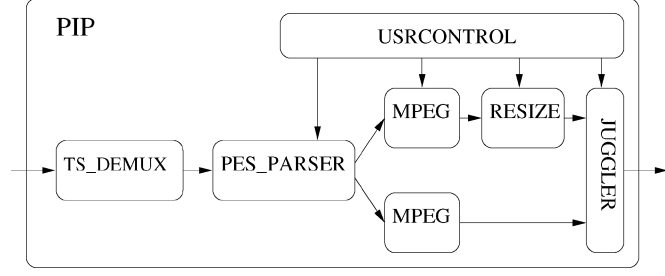 PIP
USRCONTROL
MPEG
RESIZE
JUGGLER
TS_DEMUX
PES_PARSER
MPEG